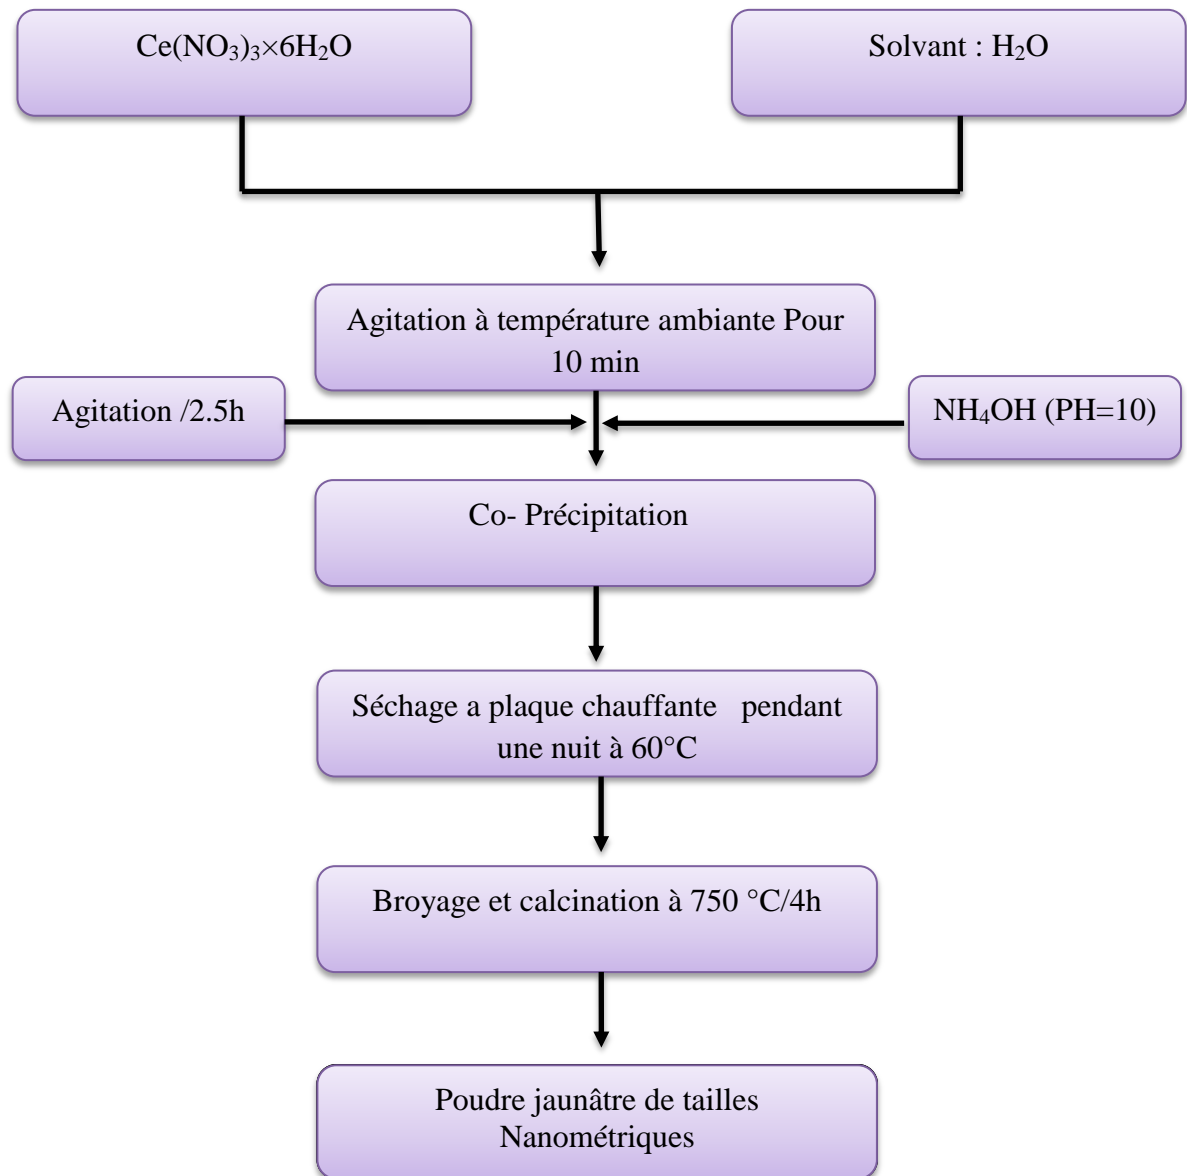 Ce(NO₃)₃×6H₂O
Solvant : H₂O
Agitation à température ambiante Pour
10 min
Agitation /2.5h
NH₄OH (PH=10)
Co- Précipitation
Séchage a plaque chauffante pendant
une nuit à 60°C
Broyage et calcination à 750 °C/4h
Poudre jaunâtre de tailles
Nanométriques